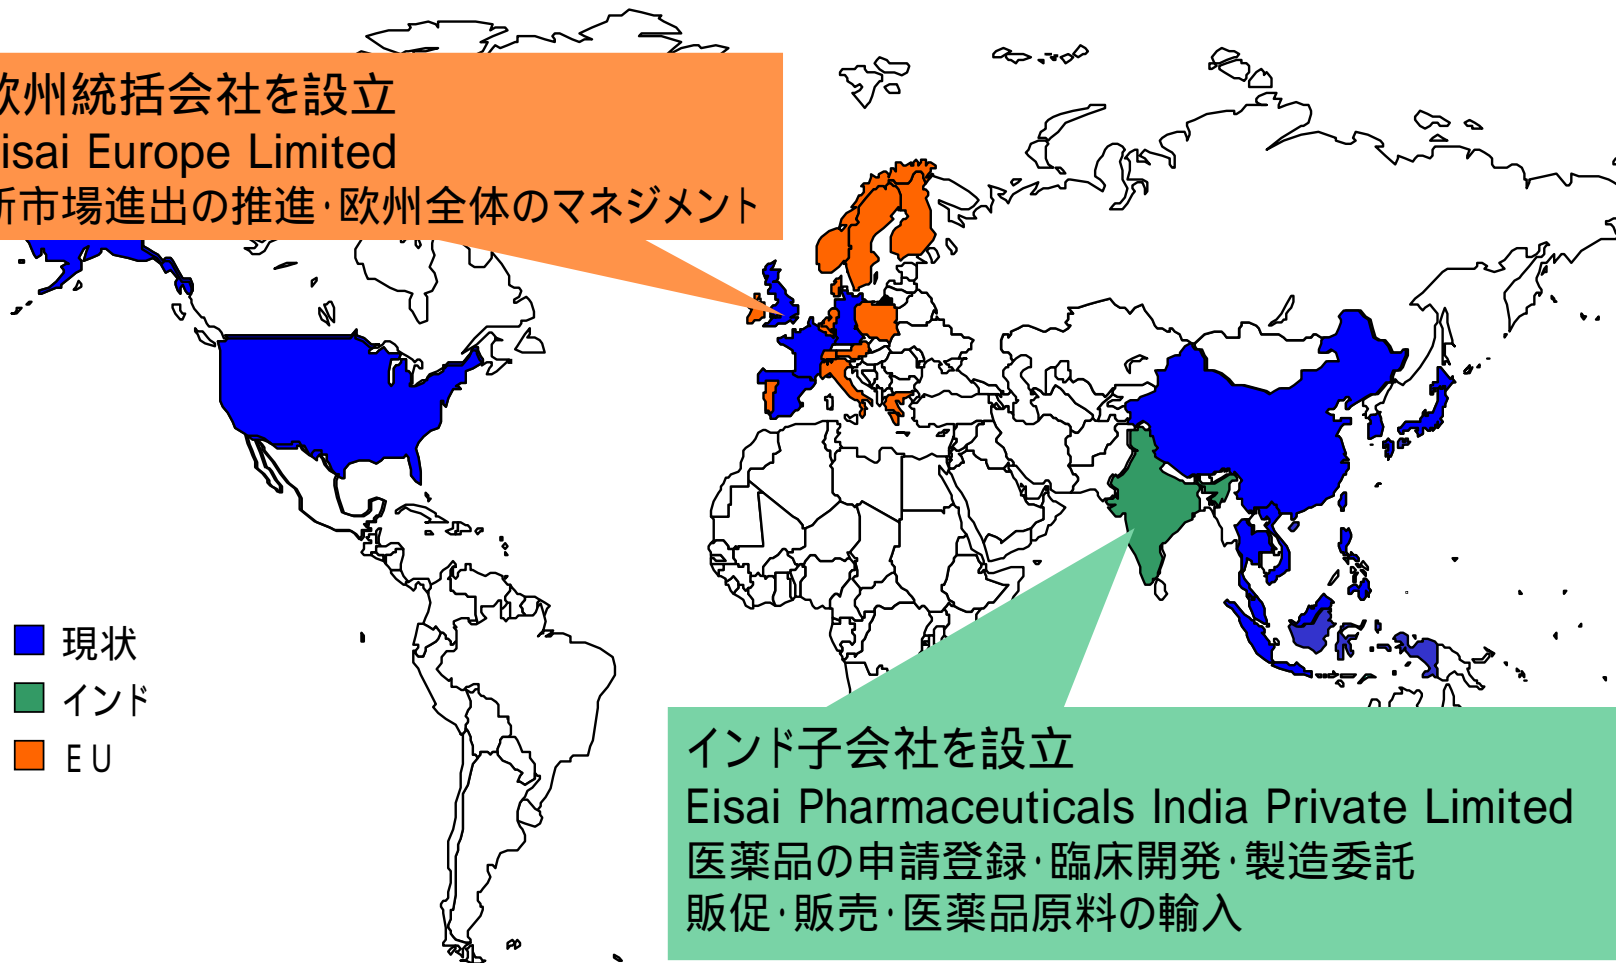 欧州統括会社を設立
isai Europe Limited
新市場進出の推進･欧州全体のマネジメント
現状
インド
ＥＵ
インド子会社を設立
Eisai Pharmaceuticals India Private Limited
医薬品の申請登録･臨床開発･製造委託
販促･販売･医薬品原料の輸入